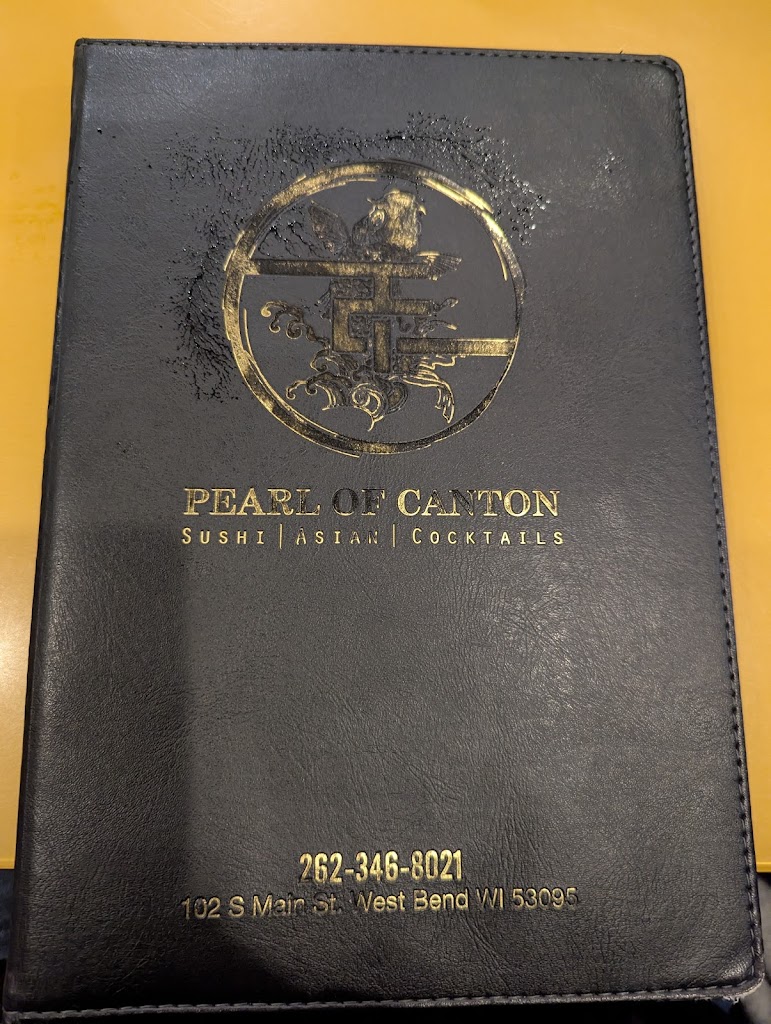 PEARL OF CANTON
SUSHI | ASIAN | COCKTAILS
262-346-8021
102 S Main St. West Bend WI 53095